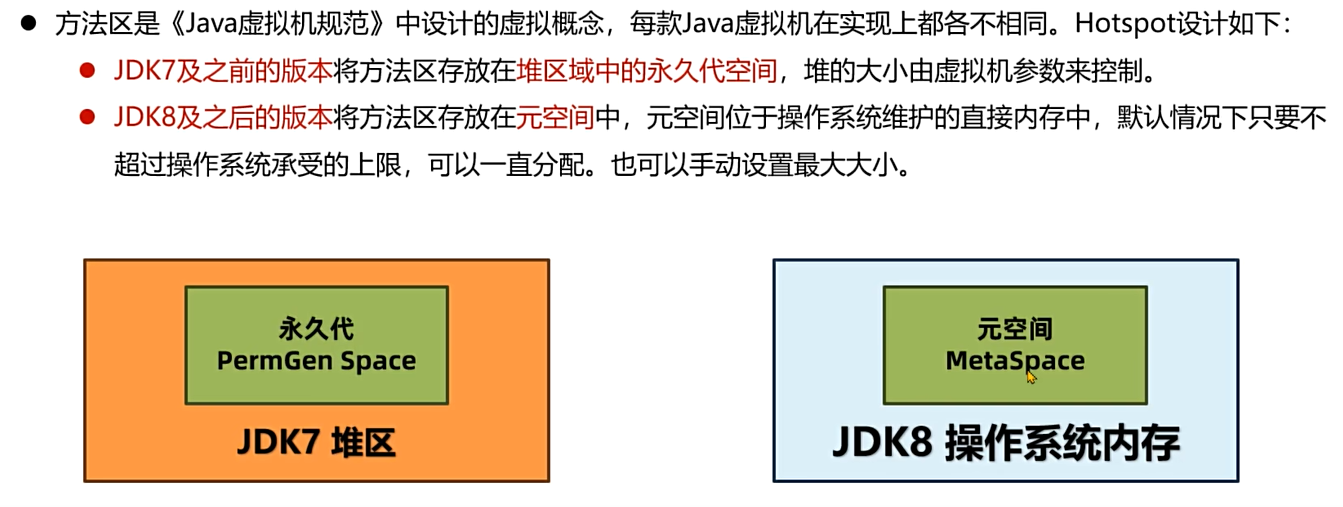 ● 方法区是《Java虚拟机规范》中设计的虚拟概念，每款Java虚拟机在实现上都各不相同。Hotspot设计如下：
● JDK7及之前的版本将方法区存放在堆区域中的永久代空间，堆的大小由虚拟机参数来控制。
● JDK8及之后的版本将方法区存放在元空间中，元空间位于操作系统维护的直接内存中，默认情况下只要不
超过操作系统承受的上限，可以一直分配。也可以手动设置最大大小。
永久代
PermGen Space
JDK7 堆区
元空间
MetaSpace
JDK8 操作系统内存